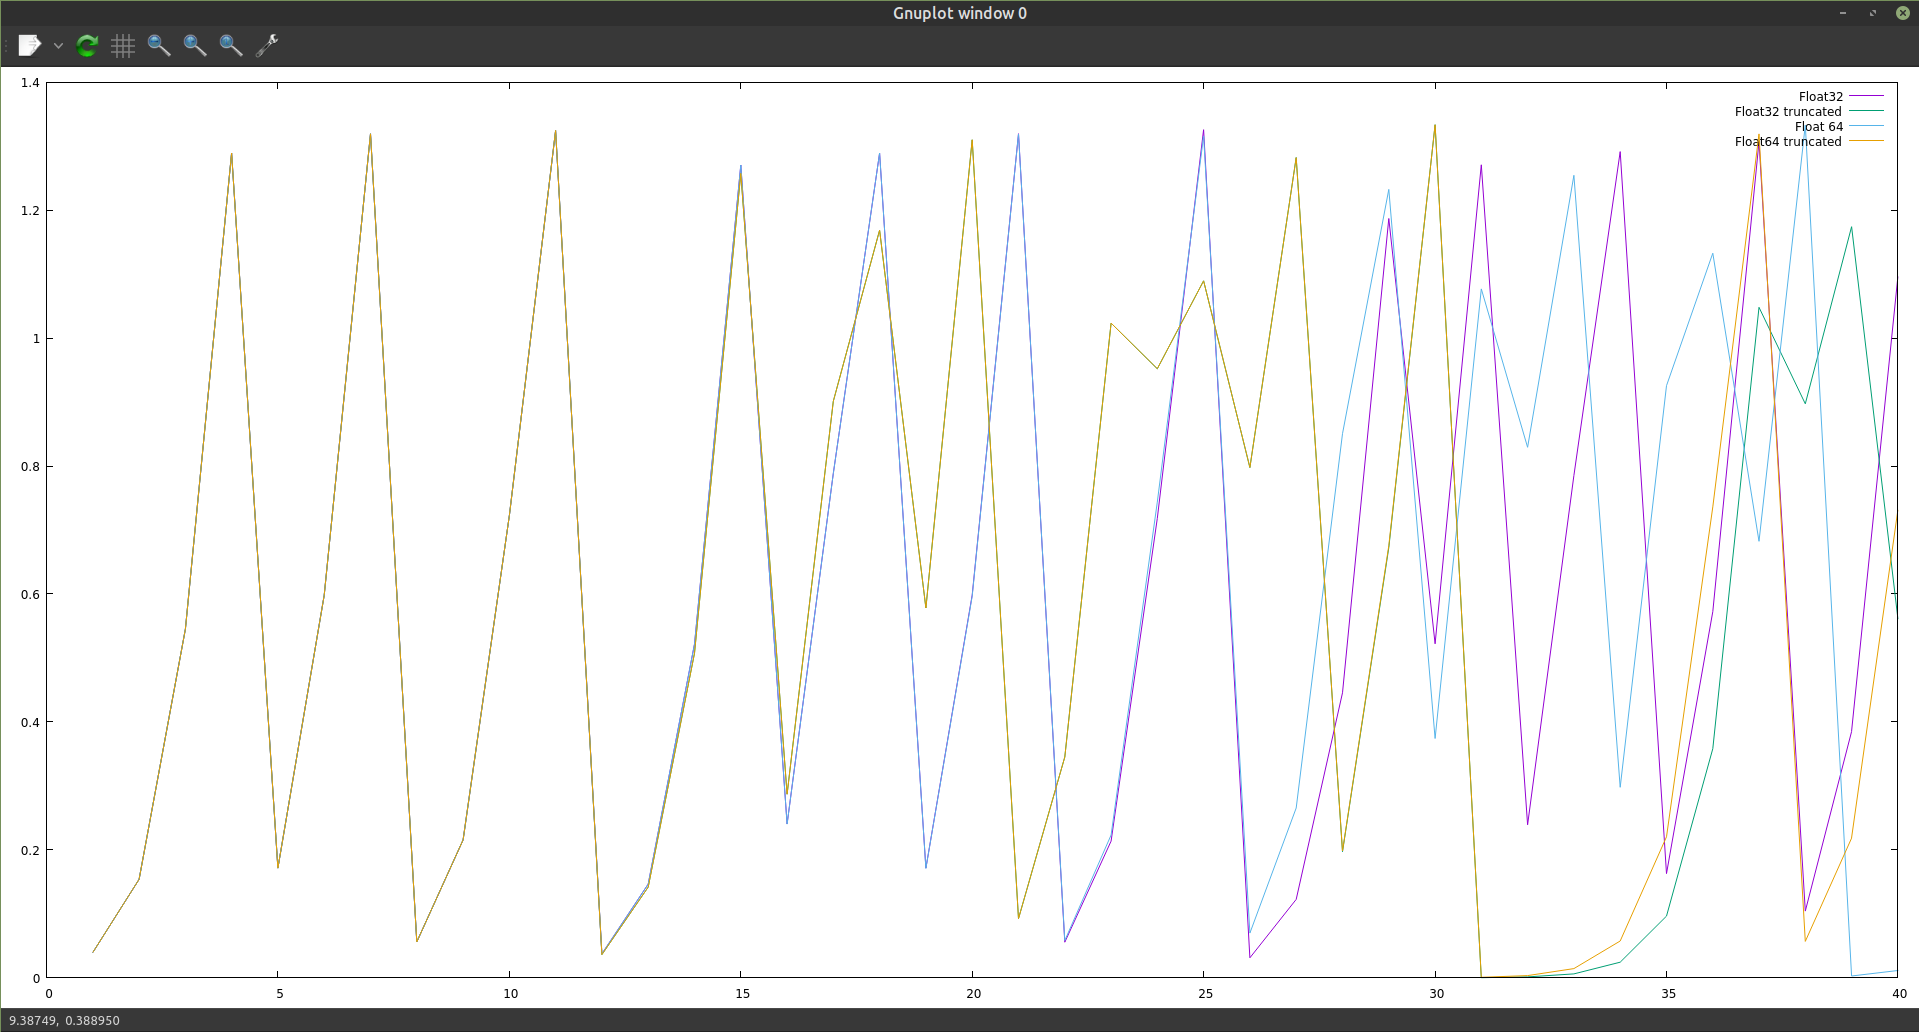 Gnuplot window 0
1.4
1.2
1
0.8
0.6
0.4
0.2
0
Float32
Float32 truncated
Float 64
Float64 truncated
0 5 10 15 20 25 30 35 40
9.38749, 0.388950